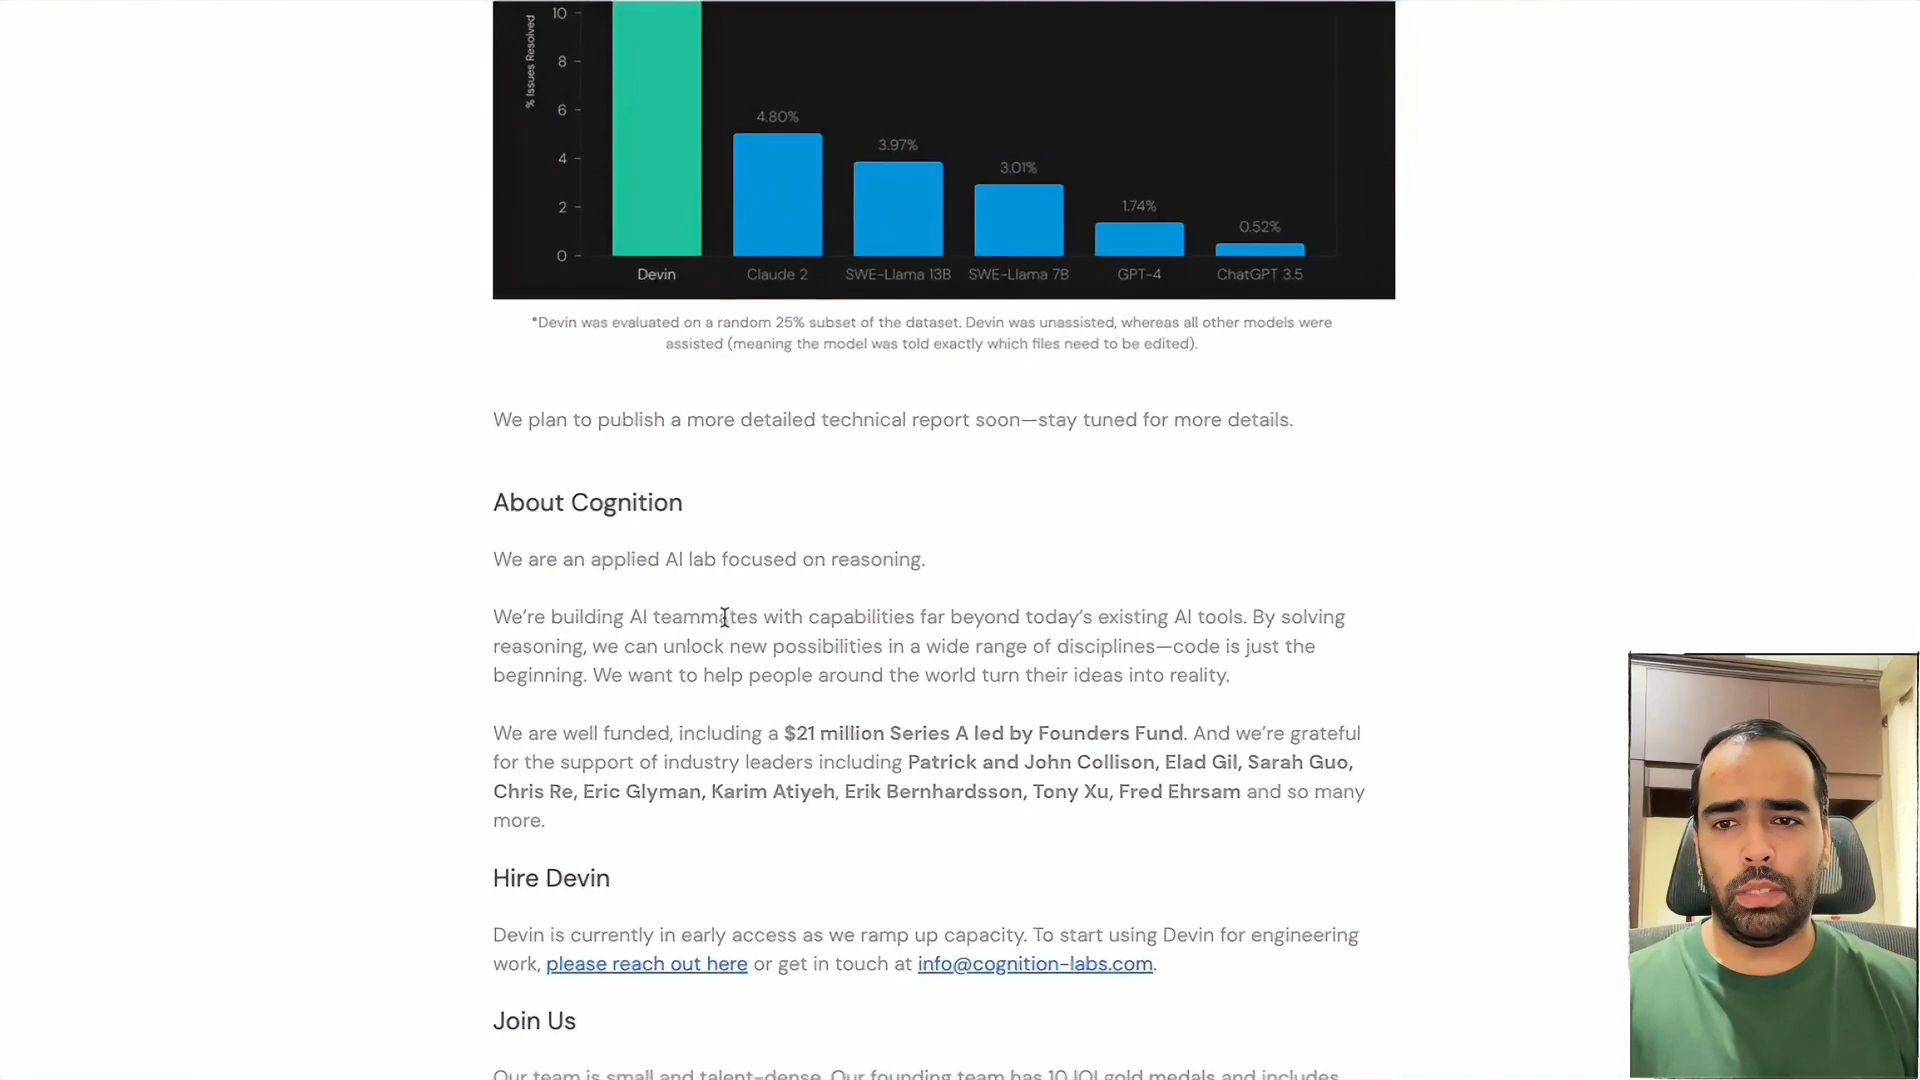 10
8
6
4
2
0
% Issues Resolved
4.80%
3.97%
3.01%
1.74%
0.52%
Devin Claude 2 SWE-Llama 13B SWE-Llama 7B GPT-4 ChatGPT 3.5
*Devin was evaluated on a random 25% subset of the dataset. Devin was unassisted, whereas all other models were
assisted (meaning the model was told exactly which files need to be edited).
We plan to publish a more detailed technical report soon—stay tuned for more details.
About Cognition
We are an applied AI lab focused on reasoning.
We're building AI teammates with capabilities far beyond today's existing AI tools. By solving
reasoning, we can unlock new possibilities in a wide range of disciplines—code is just the
beginning. We want to help people around the world turn their ideas into reality.
We are well funded, including a $21 million Series A led by Founders Fund. And we're grateful
for the support of industry leaders including Patrick and John Collison, Elad Gil, Sarah Guo,
Chris Re, Eric Glyman, Karim Atiyeh, Erik Bernhardsson, Tony Xu, Fred Ehrsam and so many
more.
Hire Devin
Devin is currently in early access as we ramp up capacity. To start using Devin for engineering
work, please reach out here or get in touch at info@cognition-labs.com.
Join Us
Our team is small and talent-dense. Our founding team has 10 IOI gold medals and includes